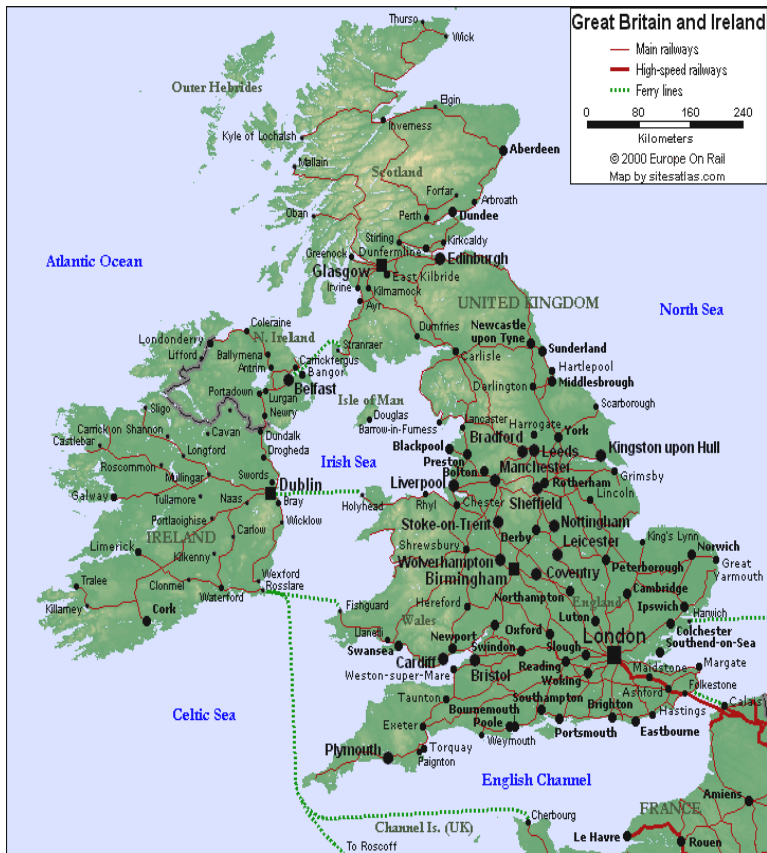 Great Britain and Ireland
Main railways
High-speed railways
Ferry lines
0 80 160 240
Kilometers
© 2000 Europe On Rail
Map by sitesatlas.com
Thurso
Wick
Outer Hebrides
Elgin
Inverness
Kyle of Lochalsh
Aberdeen
Mallain
Scotland
Forfar
Arbroath
Oban
Perth
Dundee
Stirling
Kirkcaldy
Greenock
Dunfermline
Edinburgh
Atlantic Ocean
Glasgow
East Kilbride
Irvine
Kilmarnock
Ayr
UNITED KINGDOM
North Sea
Coleraine
Londonderry
N. Ireland
Dumfries
Newcastle
upon Tyne
Stranraer
Sunderland
Lifford
Ballymena
Carlisle
Antrim
Carrickfergus
Bangor
Hartlepool
Belfast
Darlington
Middlesbrough
Portadown
Lurgan
Isle of Man
Sligo
Newry
Douglas
Scarborough
Barrow-in-Furness
Lancaster
Harrogate
Carrick on Shannon
Cavan
Dundalk
Bradford
York
Castlebar
Longford
Drogheda
Blackpool
Leeds
Kingston upon Hull
Preston
Roscommon
Irish Sea
Bolton
Manchester
Grimsby
Mullingar
Swords
Liverpool
Rotherham
Dublin
Galway
Tullamore
Naas
Bray
Holyhead
Rhyl
Chester
Sheffield
Lincoln
Portlaoighise
Wicklow
Stoke-on-Trent
Nottingham
IRELAND
Carlow
Derby
King's Lynn
Limerick
Shrewsbury
Leicester
Norwich
Kilkenny
Wolverhampton
Peterborough
Great
Yarmouth
Tralee
Clonmel
Wexford
Birmingham
Coventry
Rosslare
Cambridge
Killarney
Waterford
Hereford
Northampton
England
Ipswich
Cork
Fishguard
Wales
Luton
Harwich
Llanelli
Newport
Oxford
Colchester
Swansea
Swindon
Slough
London
Southend-on-Sea
Cardiff
Bristol
Reading
Maidstone
Margate
Weston-super-Mare
Woking
Folkestone
Ashford
Taunton
Southampton
Calais
Celtic Sea
Bournemouth
Brighton
Hastings
Exeter
Poole
Portsmouth
Eastbourne
Weymouth
Torquay
Plymouth
Paignton
English Channel
Amiens
FRANCE
Cherbourg
Channel Is. (UK)
Le Havre
Rouen
To Roscoff